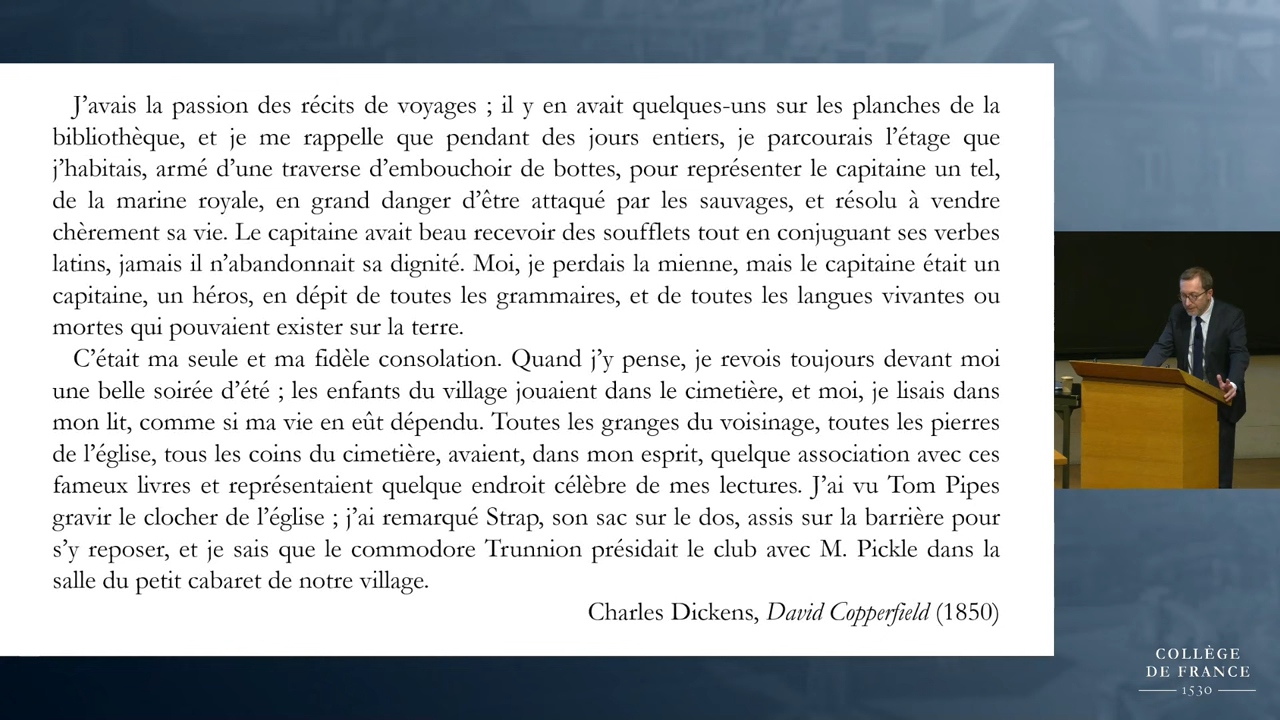 J’avais la passion des récits de voyages ; il y en avait quelques-uns sur les planches de la
bibliothèque, et je me rappelle que pendant des jours entiers, je parcourais l’étage que
j’habitais, armé d’une traverse d’embouchoir de bottes, pour représenter le capitaine un tel,
de la marine royale, en grand danger d’être attaqué par les sauvages, et résolu à vendre
chèrement sa vie. Le capitaine avait beau recevoir des soufflets tout en conjuguant ses verbes
latins, jamais il n’abandonnait sa dignité. Moi, je perdais la mienne, mais le capitaine était un
capitaine, un héros, en dépit de toutes les grammaires, et de toutes les langues vivantes ou
mortes qui pouvaient exister sur la terre.
C’était ma seule et ma fidèle consolation. Quand j’y pense, je revois toujours devant moi
une belle soirée d’été ; les enfants du village jouaient dans le cimetière, et moi, je lisais dans
mon lit, comme si ma vie en eût dépendu. Toutes les granges du voisinage, toutes les pierres
de l’église, tous les coins du cimetière, avaient, dans mon esprit, quelque association avec ces
fameux livres et représentaient quelque endroit célèbre de mes lectures. J’ai vu Tom Pipes
gravir le clocher de l’église ; j’ai remarqué Strap, son sac sur le dos, assis sur la barrière pour
s’y reposer, et je sais que le commodore Trunnion présidait le club avec M. Pickle dans la
salle du petit cabaret de notre village.
Charles Dickens, David Copperfield (1850)
COLLÈGE
DE FRANCE
1530